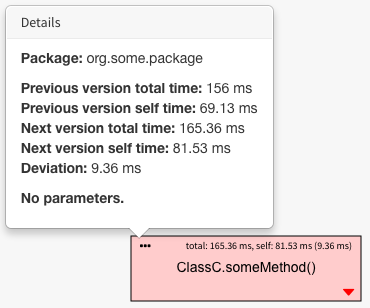 Details
Package: org.some.package
Previous version total time: 156 ms
Previous version self time: 69.13 ms
Next version total time: 165.36 ms
Next version self time: 81.53 ms
Deviation: 9.36 ms
No parameters.
••• total: 165.36 ms, self: 81.53 ms (9.36 ms)
ClassC.someMethod()